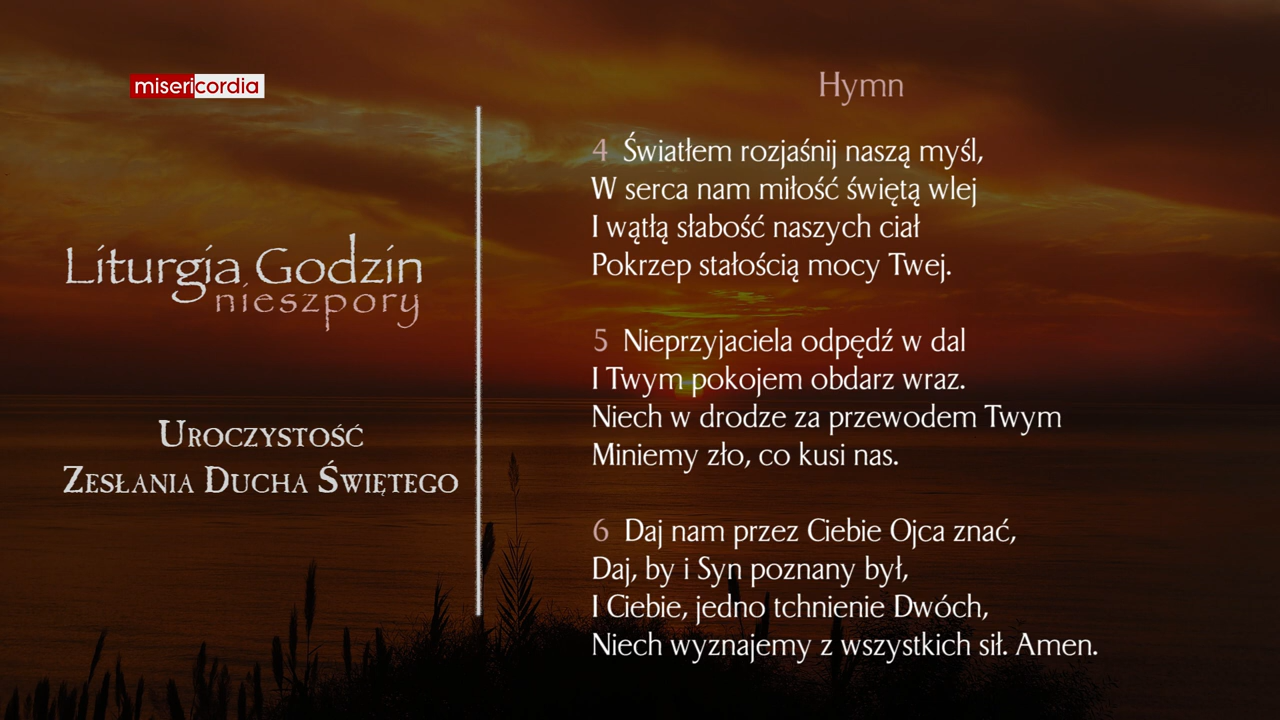 misericordia
Liturgia Godzin
nieszpory
Uroczystość
Zesłania Ducha Świętego
Hymn
4 Światłem rozjaśnij naszą myśl,
W serca nam miłość świętą wlej
I wątłą słabość naszych ciał
Pokrzep stałością mocy Twej.
5 Nieprzyjaciela odpędź w dal
I Twym pokojem obdarz wraz.
Niech w drodze za przewodem Twym
Miniemy zło, co kusi nas.
6 Daj nam przez Ciebie Ojca znać,
Daj, by i Syn poznany był,
I Ciebie, jedno tchnienie Dwóch,
Niech wyznajemy z wszystkich sił. Amen.